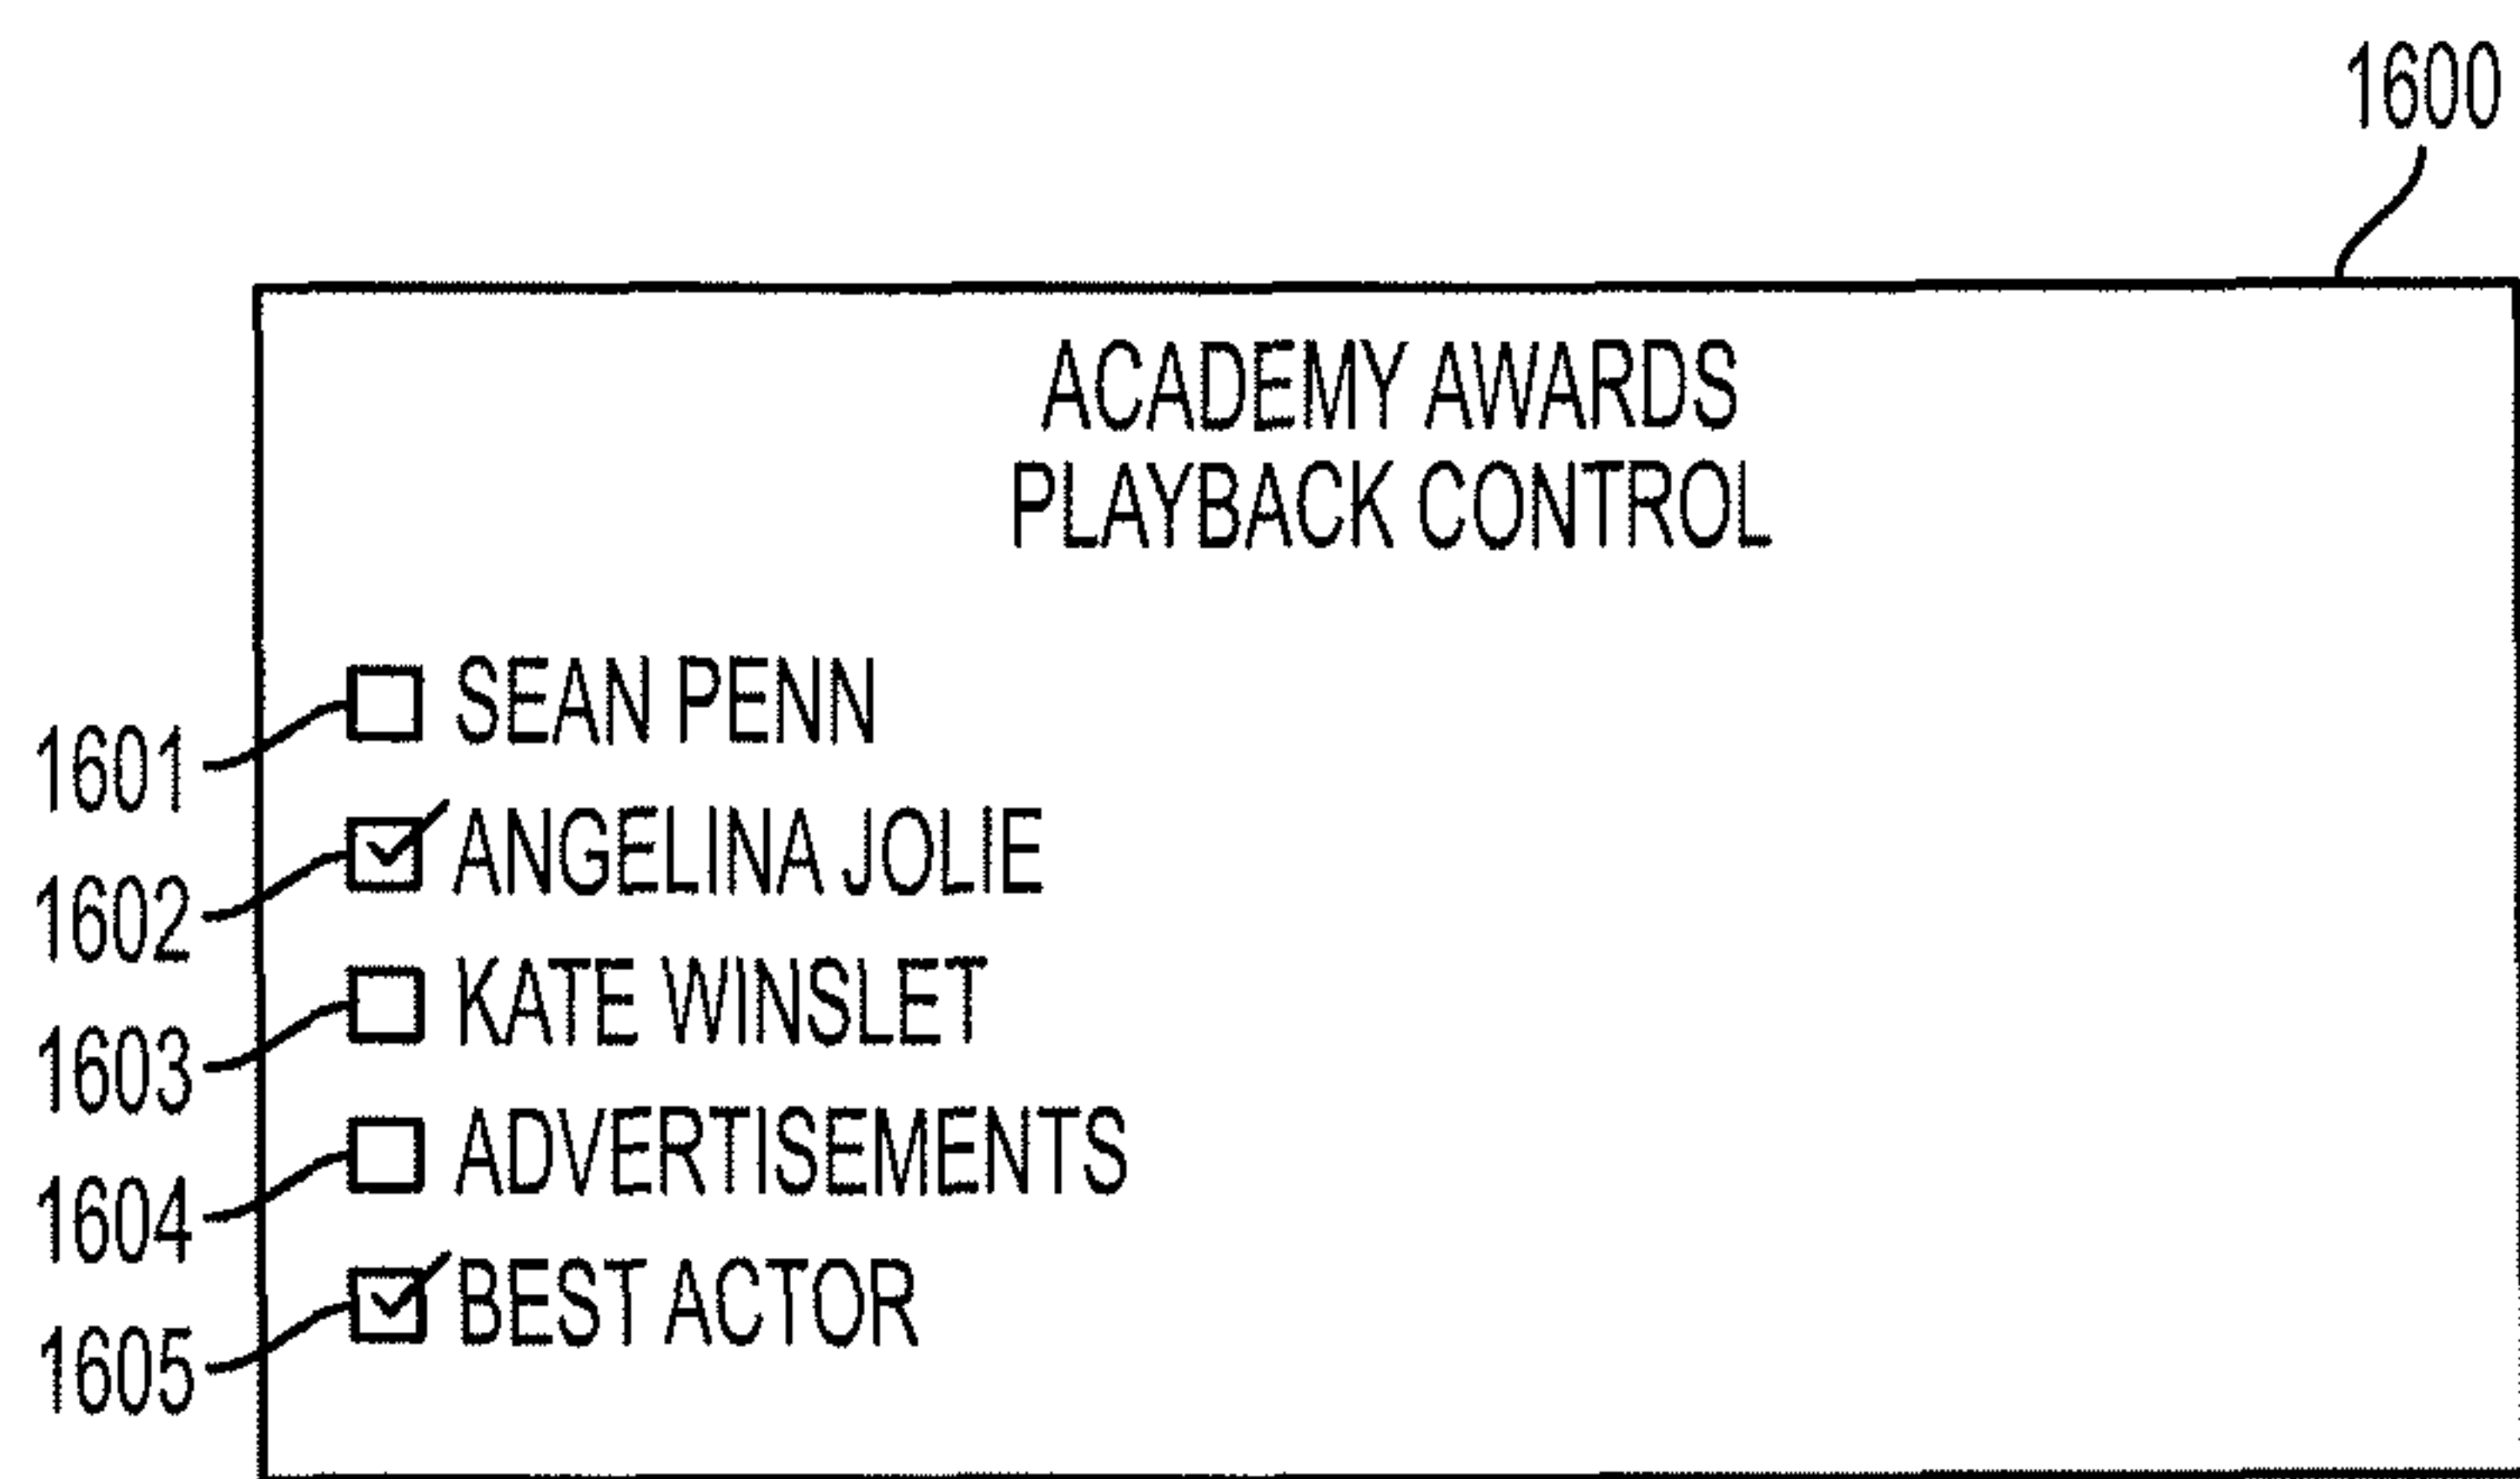 1600
ACADEMY AWARDS
PLAYBACK CONTROL
1601 SEAN PENN
1602 ANGELINA JOLIE
1603 KATE WINSLET
1604 ADVERTISEMENTS
1605 BEST ACTOR